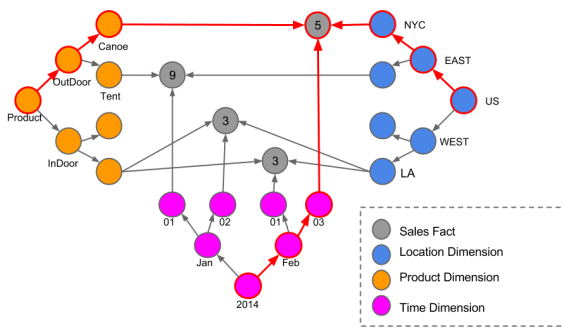 5
NYC
Canoe
EAST
OutDoor
9
Tent
US
Product
3
WEST
InDoor
3
LA
01
02
01
03
Jan
Feb
2014
Sales Fact
Location Dimension
Product Dimension
Time Dimension